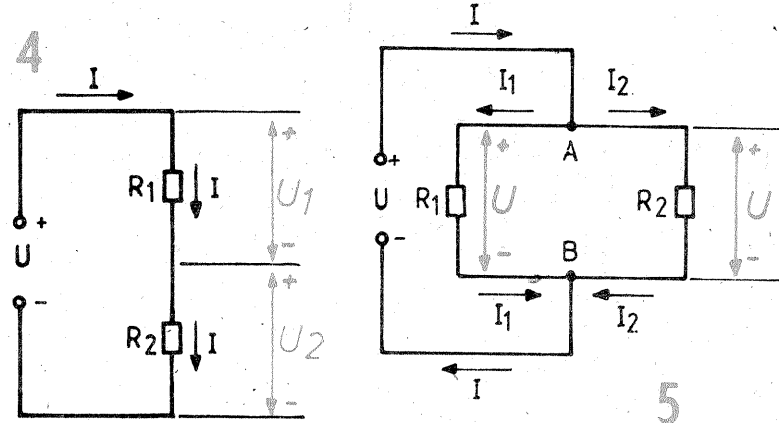 4
I
R1
I
+
U1
-
+
U
-
R2
I
+
U2
-
I
I1
I2
A
+
U
-
R1
+
U
-
R2
+
U
-
B
I1
I2
I
5